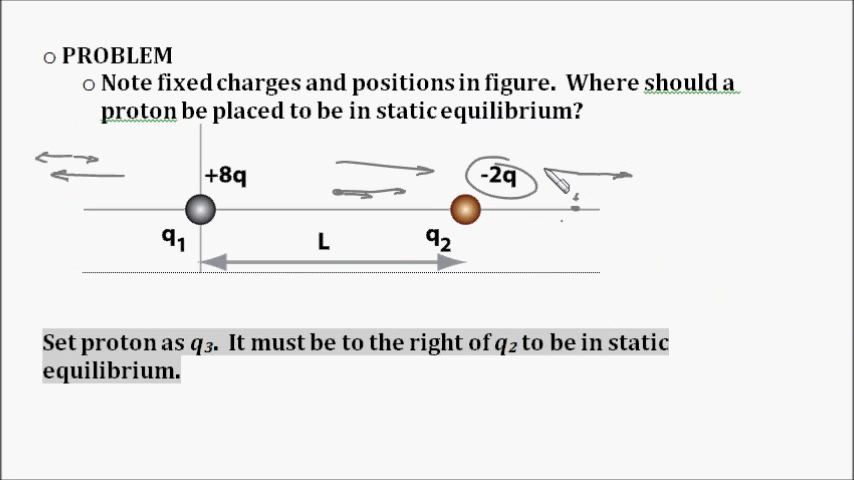 ○ PROBLEM
○ Note fixed charges and positions in figure. Where should a
proton be placed to be in static equilibrium?
+8q
-2q
q₁
L
q₂
Set proton as q₃. It must be to the right of q₂ to be in static
equilibrium.